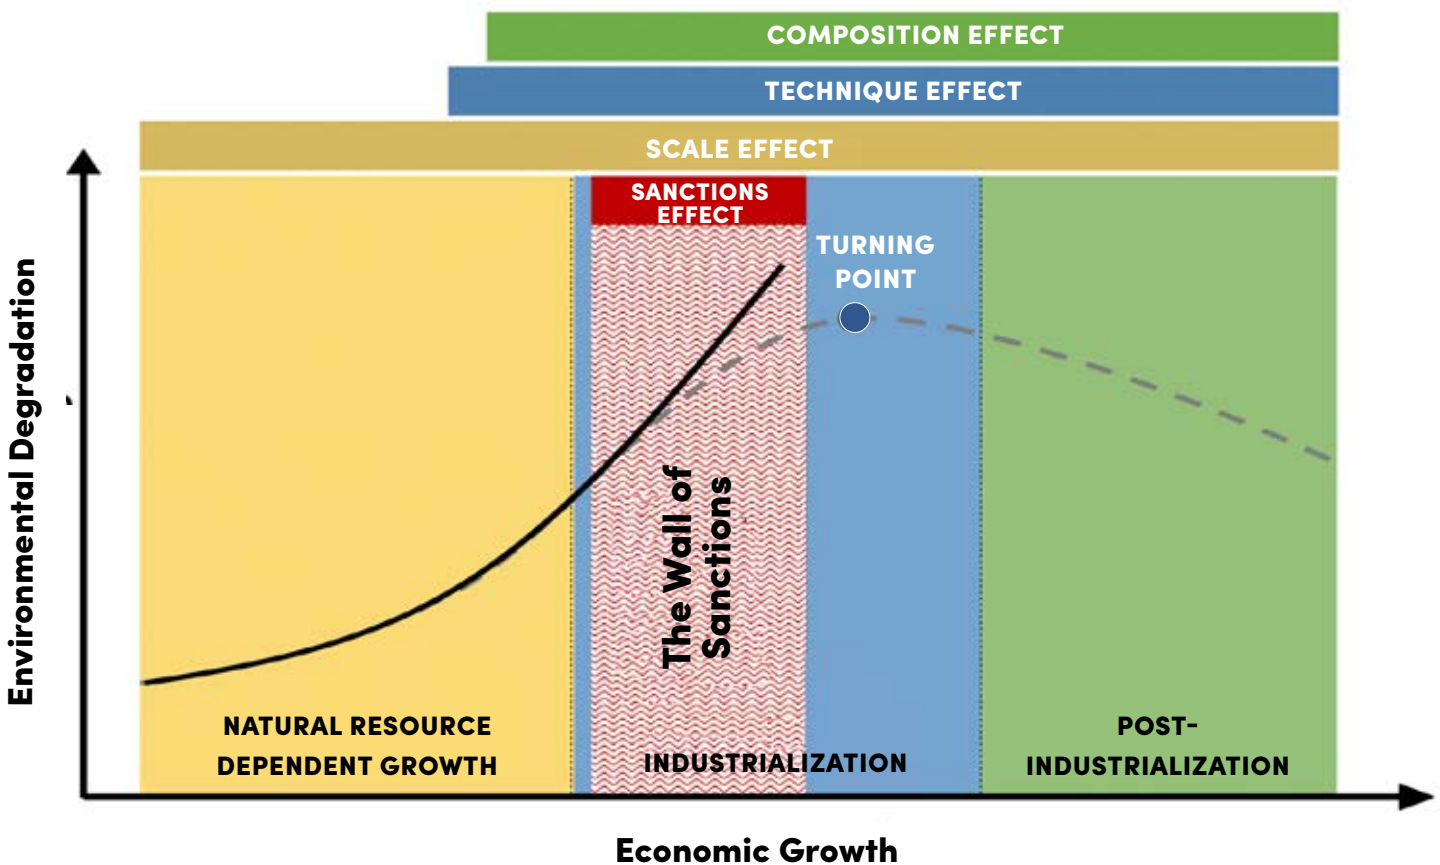 COMPOSITION EFFECT
TECHNIQUE EFFECT
SCALE EFFECT
SANCTIONS
EFFECT
TURNING
POINT
Environmental Degradation
The Wall of
Sanctions
NATURAL RESOURCE
DEPENDENT GROWTH
INDUSTRIALIZATION
POST-
INDUSTRIALIZATION
Economic Growth